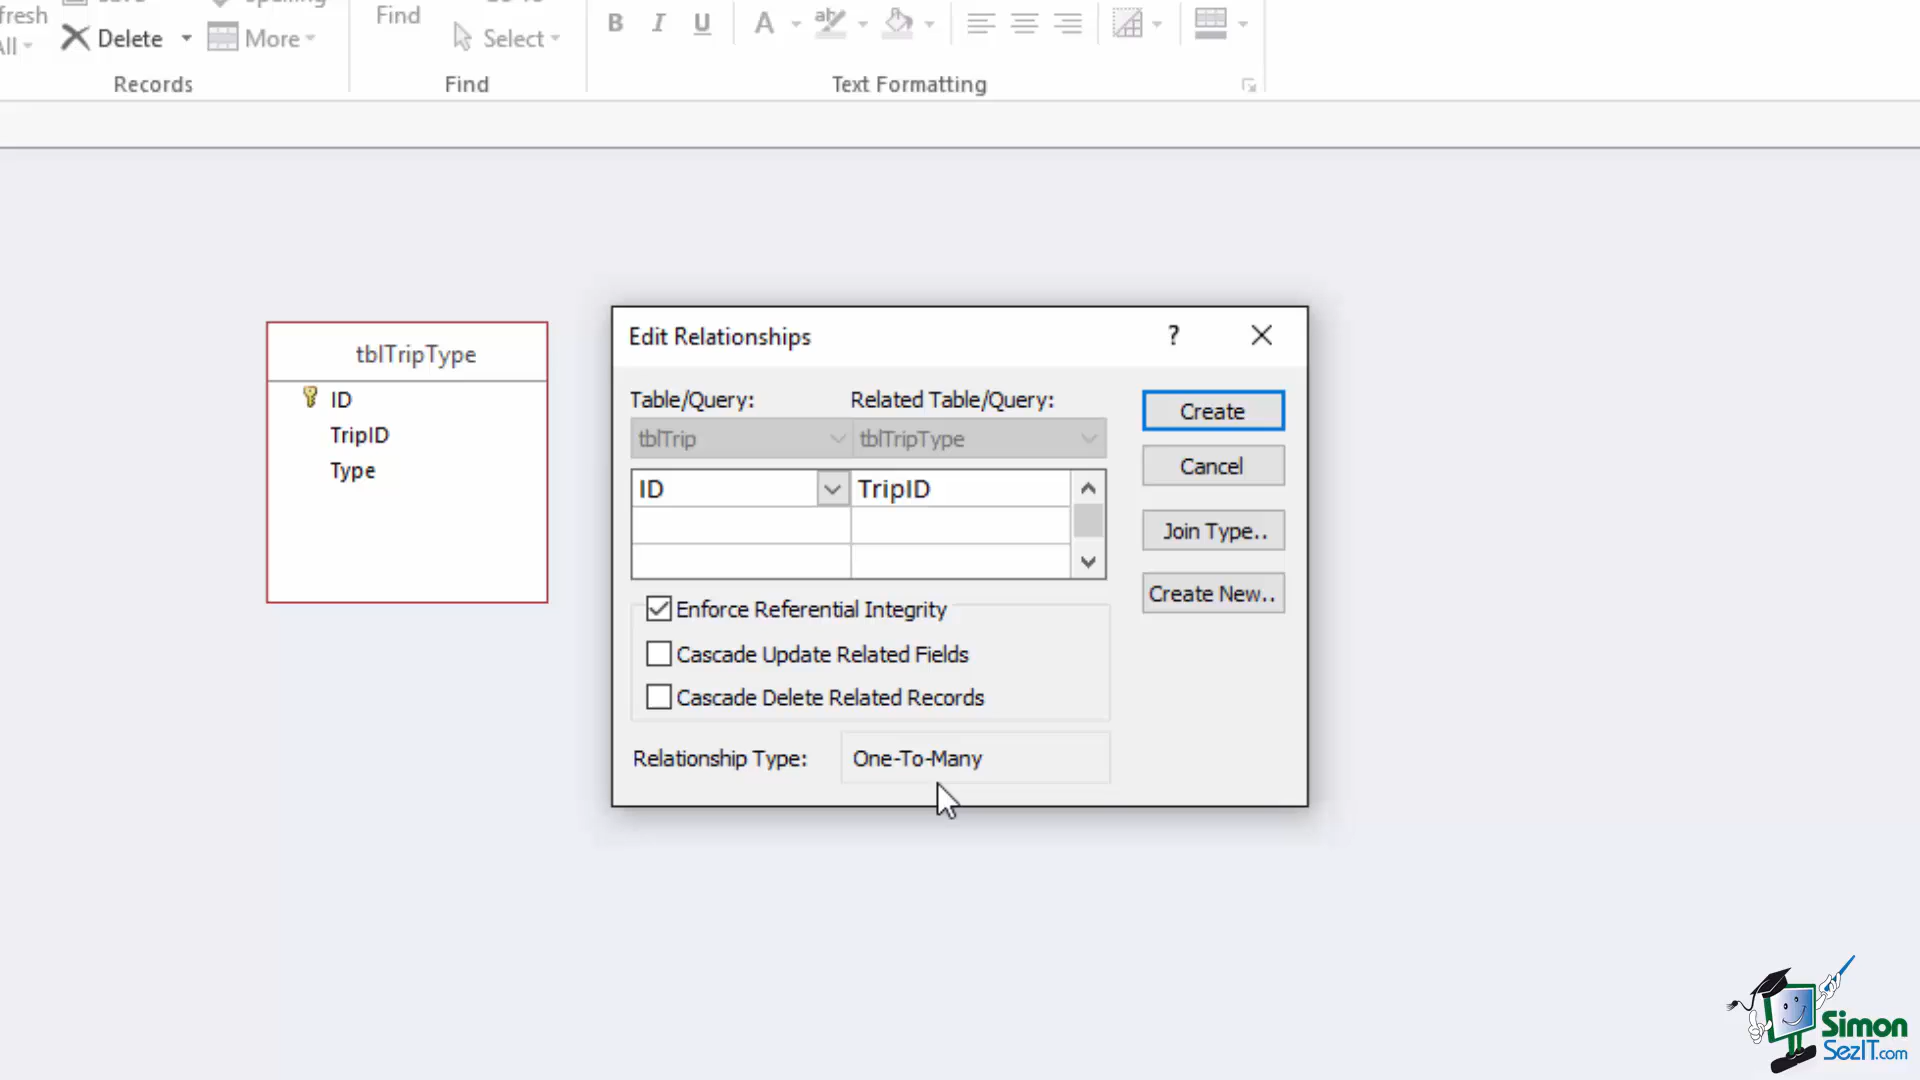 fresh
Find
Delete
More
Select
B I U A ab
Records
Find
Text Formatting
tblTripType
ID
TripID
Type
Edit Relationships
?
Table/Query:
Related Table/Query:
tblTrip
tblTripType
ID
TripID
Create
Cancel
Join Type..
Create New..
Enforce Referential Integrity
Cascade Update Related Fields
Cascade Delete Related Records
Relationship Type:
One-To-Many
Simon
SezIT.com